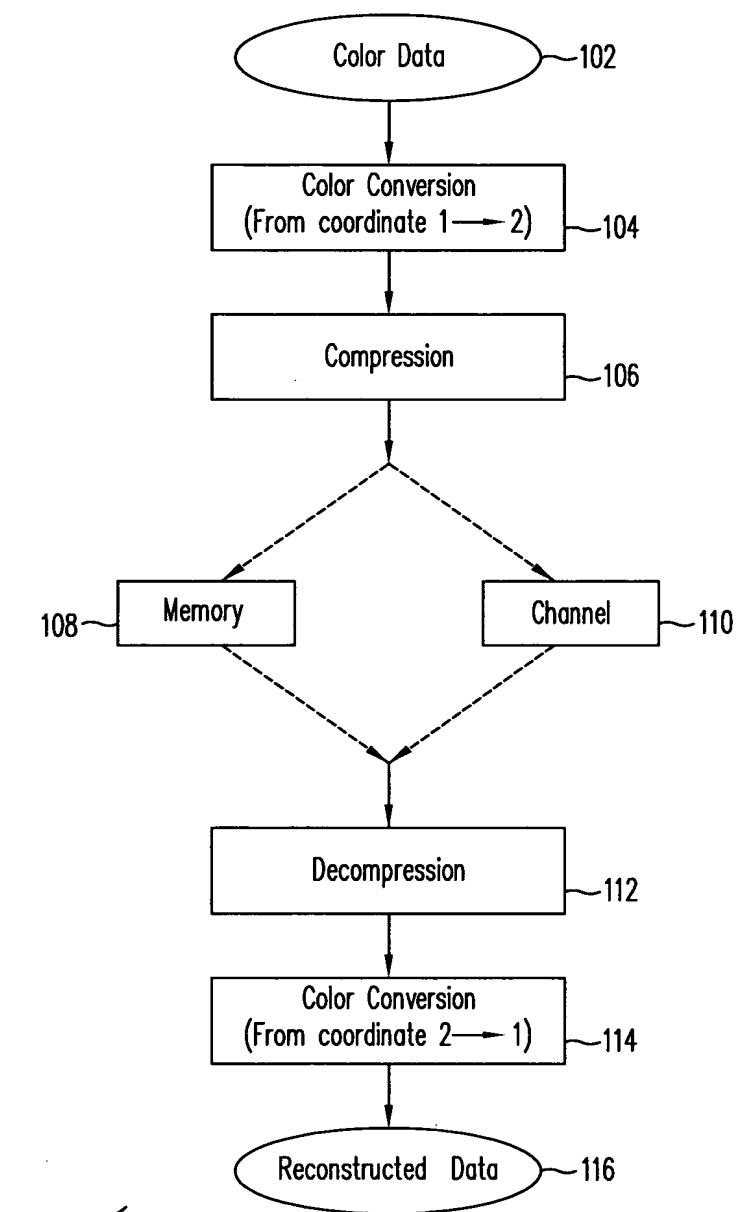 Color Data
102
Color Conversion
(From coordinate 1 → 2)
104
Compression
106
Memory
108
Channel
110
Decompression
112
Color Conversion
(From coordinate 2 → 1)
114
Reconstructed Data
116